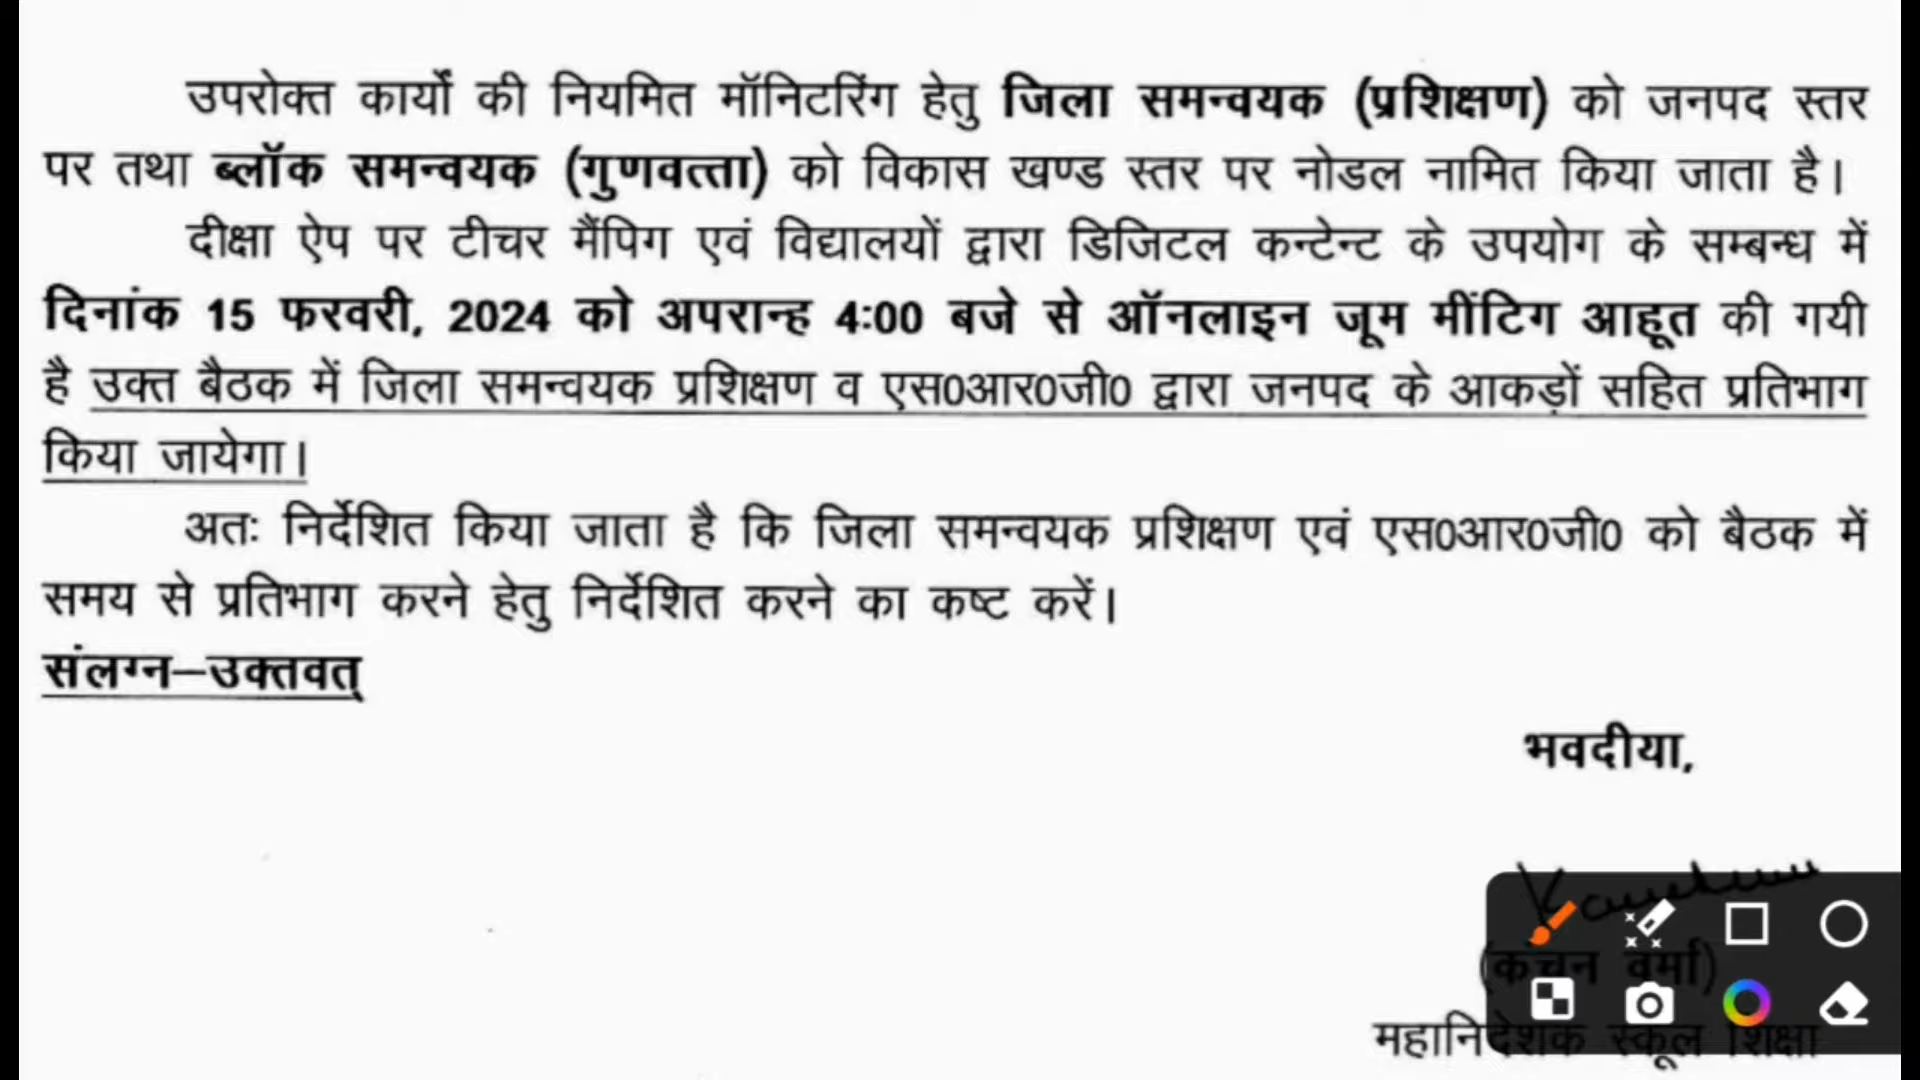 उपरोक्त कार्यों की नियमित मॉनिटरिंग हेतु जिला समन्वयक (प्रशिक्षण) को जनपद स्तर
पर तथा ब्लॉक समन्वयक (गुणवत्ता) को विकास खण्ड स्तर पर नोडल नामित किया जाता है।
दीक्षा ऐप पर टीचर मैंपिग एवं विद्यालयों द्वारा डिजिटल कन्टेन्ट के उपयोग के सम्बन्ध में
दिनांक 15 फरवरी, 2024 को अपरान्ह 4:00 बजे से ऑनलाइन जूम मींटिग आहूत की गयी
है उक्त बैठक में जिला समन्वयक प्रशिक्षण व एस0आर0जी0 द्वारा जनपद के आकड़ों सहित प्रतिभाग
किया जायेगा।
अतः निर्देशित किया जाता है कि जिला समन्वयक प्रशिक्षण एवं एस0आर0जी0 को बैठक में
समय से प्रतिभाग करने हेतु निर्देशित करने का कष्ट करें।
संलग्न–उक्तवत्
भवदीया,
(कंचन वर्मा)
महानिदेशक स्कूल शिक्षा